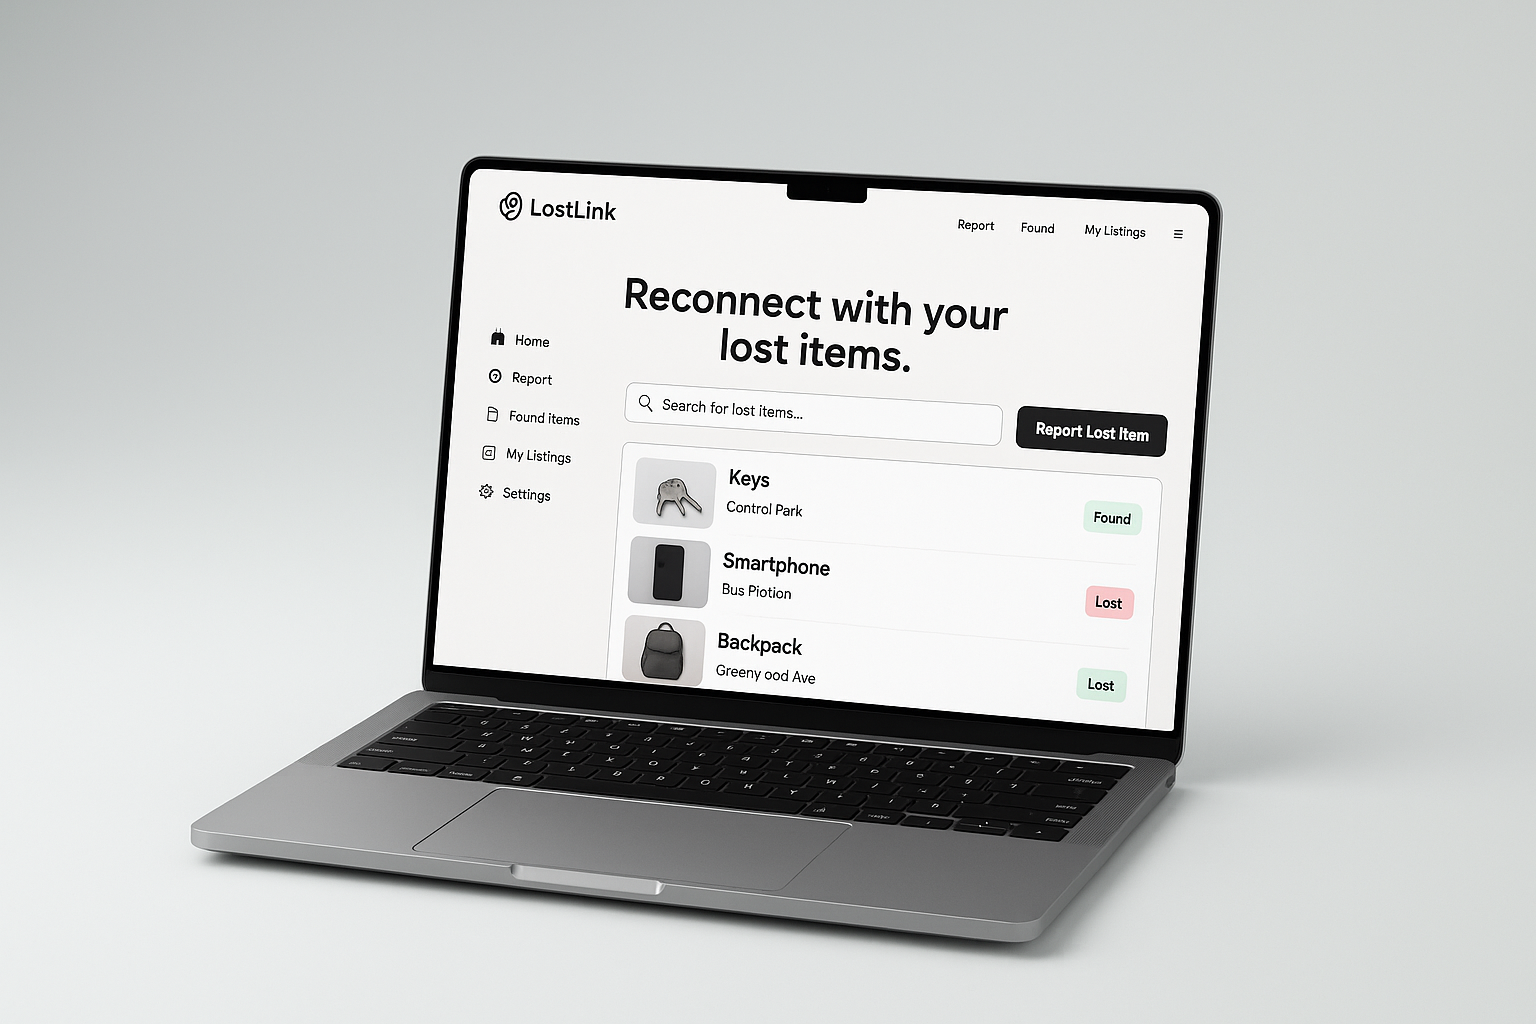 LostLink
Report
Found
My Listings
Reconnect with your
lost items.
Home
Report
Found items
My Listings
Settings
Search for lost items...
Report Lost Item
Keys
Control Park
Found
Smartphone
Bus Piotion
Lost
Backpack
Greeny ood Ave
Lost